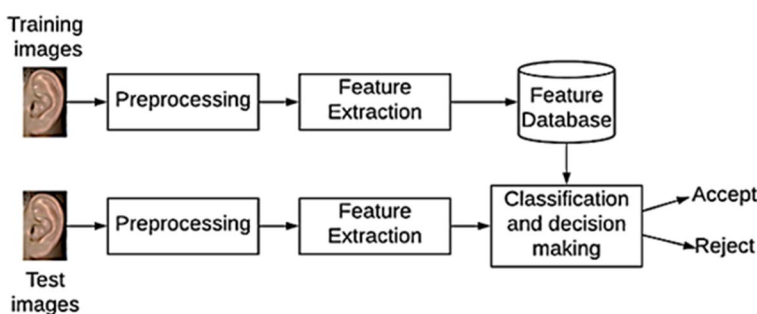 Training
images
Preprocessing
Feature
Extraction
Feature
Database
Test
images
Preprocessing
Feature
Extraction
Classification
and decision
making
Accept
Reject